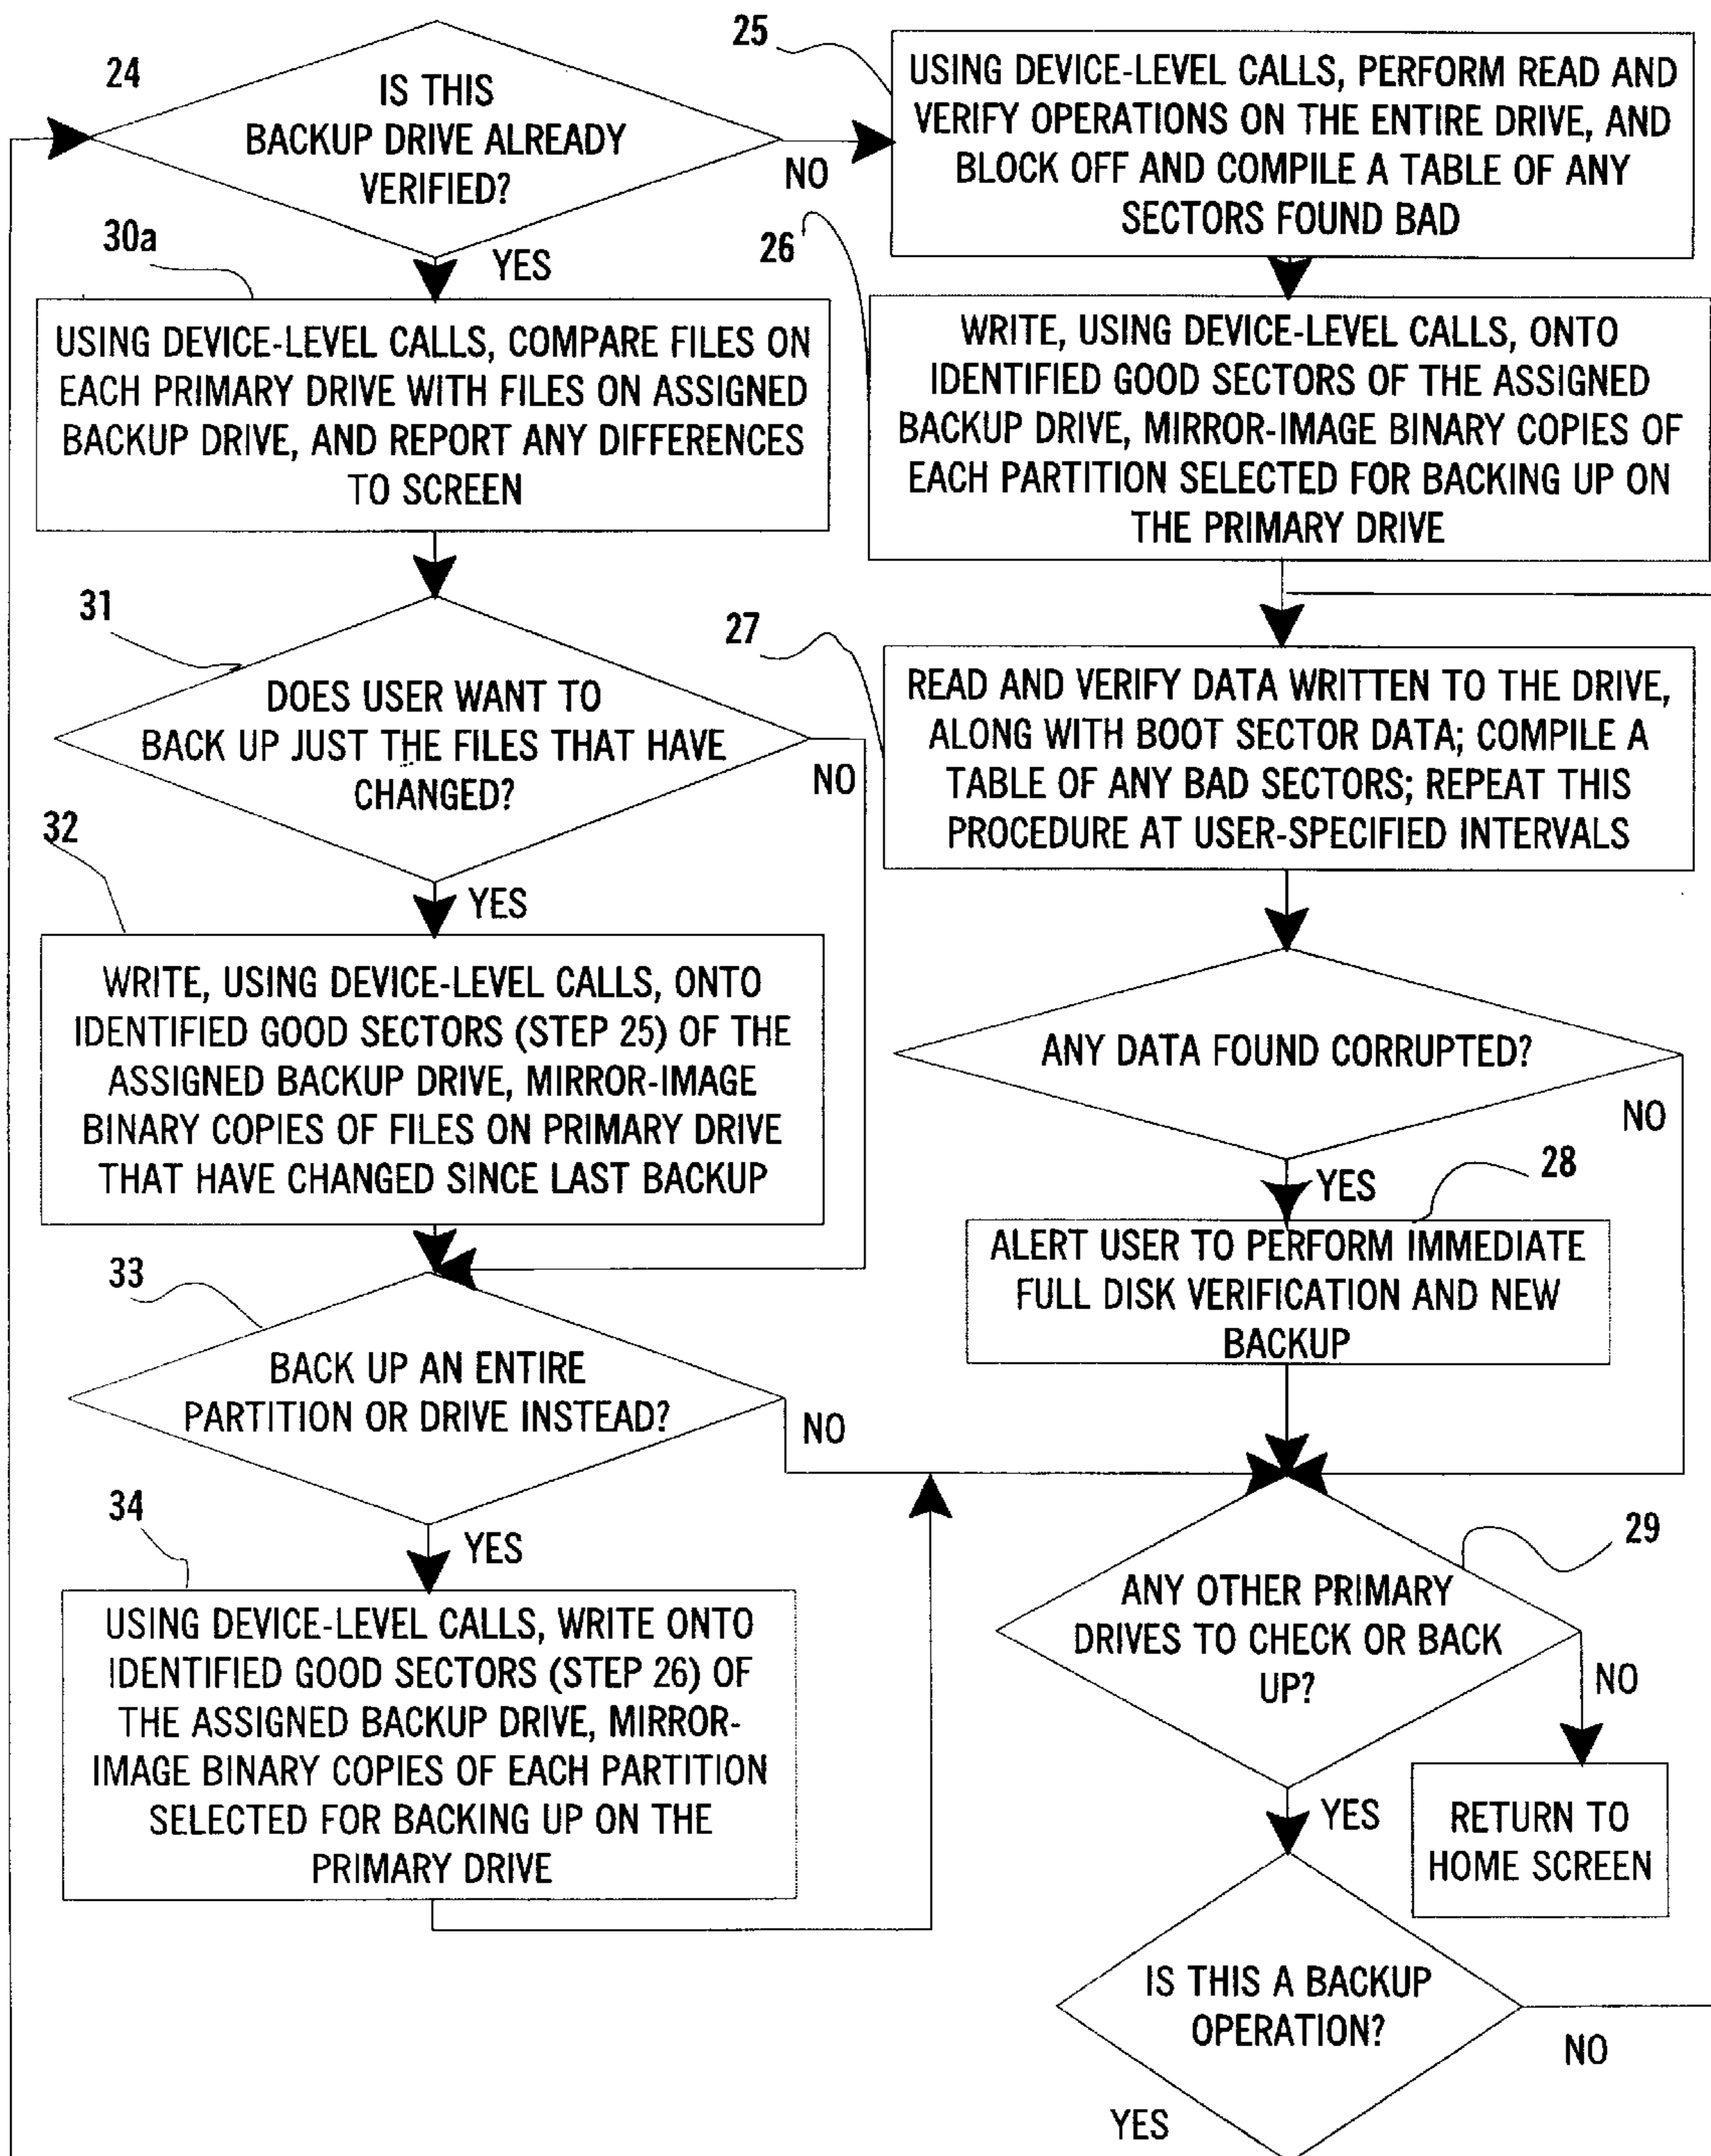 24
IS THIS
BACKUP DRIVE ALREADY
VERIFIED?
NO
YES
25
USING DEVICE-LEVEL CALLS, PERFORM READ AND
VERIFY OPERATIONS ON THE ENTIRE DRIVE, AND
BLOCK OFF AND COMPILE A TABLE OF ANY
SECTORS FOUND BAD
30a
USING DEVICE-LEVEL CALLS, COMPARE FILES ON
EACH PRIMARY DRIVE WITH FILES ON ASSIGNED
BACKUP DRIVE, AND REPORT ANY DIFFERENCES
TO SCREEN
26
WRITE, USING DEVICE-LEVEL CALLS, ONTO
IDENTIFIED GOOD SECTORS OF THE ASSIGNED
BACKUP DRIVE, MIRROR-IMAGE BINARY COPIES OF
EACH PARTITION SELECTED FOR BACKING UP ON
THE PRIMARY DRIVE
31
DOES USER WANT TO
BACK UP JUST THE FILES THAT HAVE
CHANGED?
NO
YES
27
READ AND VERIFY DATA WRITTEN TO THE DRIVE,
ALONG WITH BOOT SECTOR DATA; COMPILE A
TABLE OF ANY BAD SECTORS; REPEAT THIS
PROCEDURE AT USER-SPECIFIED INTERVALS
32
WRITE, USING DEVICE-LEVEL CALLS, ONTO
IDENTIFIED GOOD SECTORS (STEP 25) OF THE
ASSIGNED BACKUP DRIVE, MIRROR-IMAGE
BINARY COPIES OF FILES ON PRIMARY DRIVE
THAT HAVE CHANGED SINCE LAST BACKUP
ANY DATA FOUND CORRUPTED?
NO
YES
28
ALERT USER TO PERFORM IMMEDIATE
FULL DISK VERIFICATION AND NEW
BACKUP
33
BACK UP AN ENTIRE
PARTITION OR DRIVE INSTEAD?
NO
YES
34
USING DEVICE-LEVEL CALLS, WRITE ONTO
IDENTIFIED GOOD SECTORS (STEP 26) OF
THE ASSIGNED BACKUP DRIVE, MIRROR-
IMAGE BINARY COPIES OF EACH PARTITION
SELECTED FOR BACKING UP ON THE
PRIMARY DRIVE
29
ANY OTHER PRIMARY
DRIVES TO CHECK OR BACK
UP?
NO
YES
RETURN TO
HOME SCREEN
IS THIS A BACKUP
OPERATION?
NO
YES